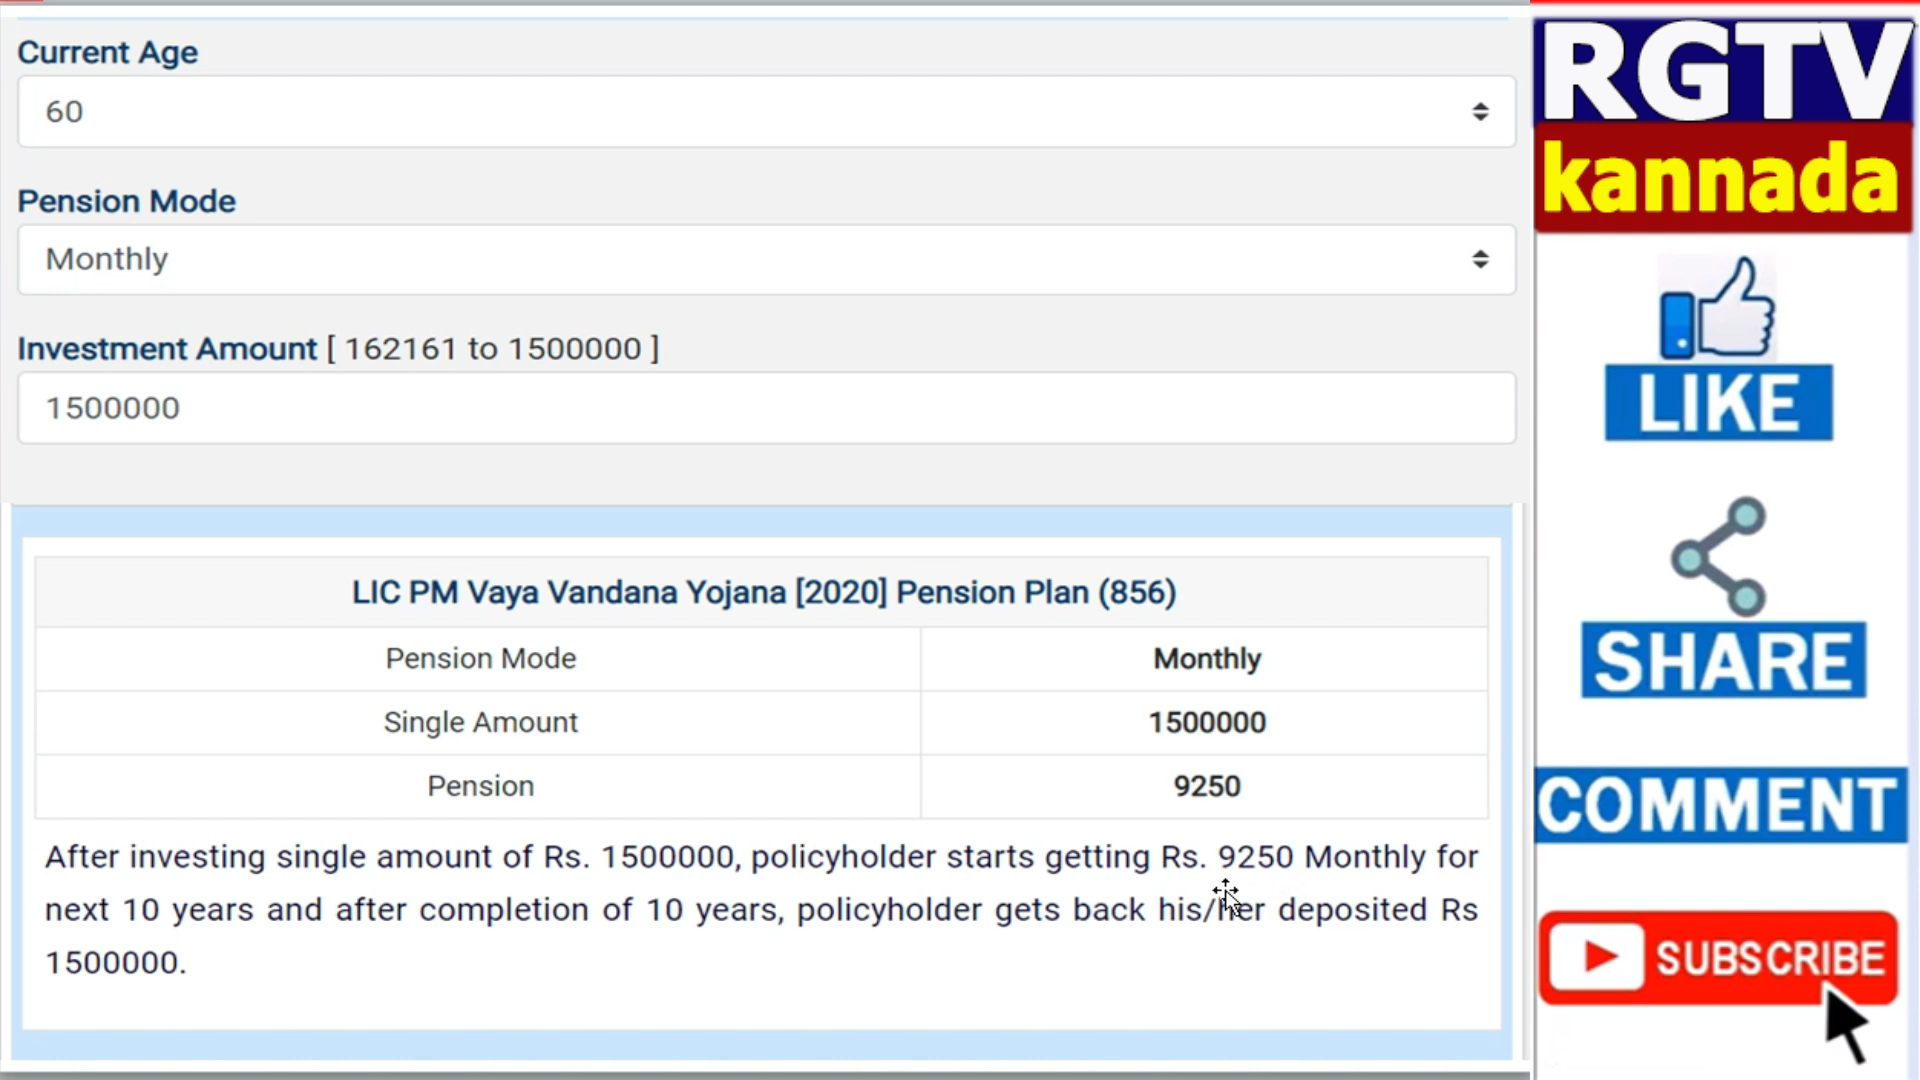 Current Age
60
Pension Mode
Monthly
Investment Amount [ 162161 to 1500000 ]
1500000
LIC PM Vaya Vandana Yojana [2020] Pension Plan (856)
Pension Mode Monthly
Single Amount 1500000
Pension 9250
After investing single amount of Rs. 1500000, policyholder starts getting Rs. 9250 Monthly for
next 10 years and after completion of 10 years, policyholder gets back his/her deposited Rs
1500000.
RGTV
kannada
LIKE
SHARE
COMMENT
SUBSCRIBE